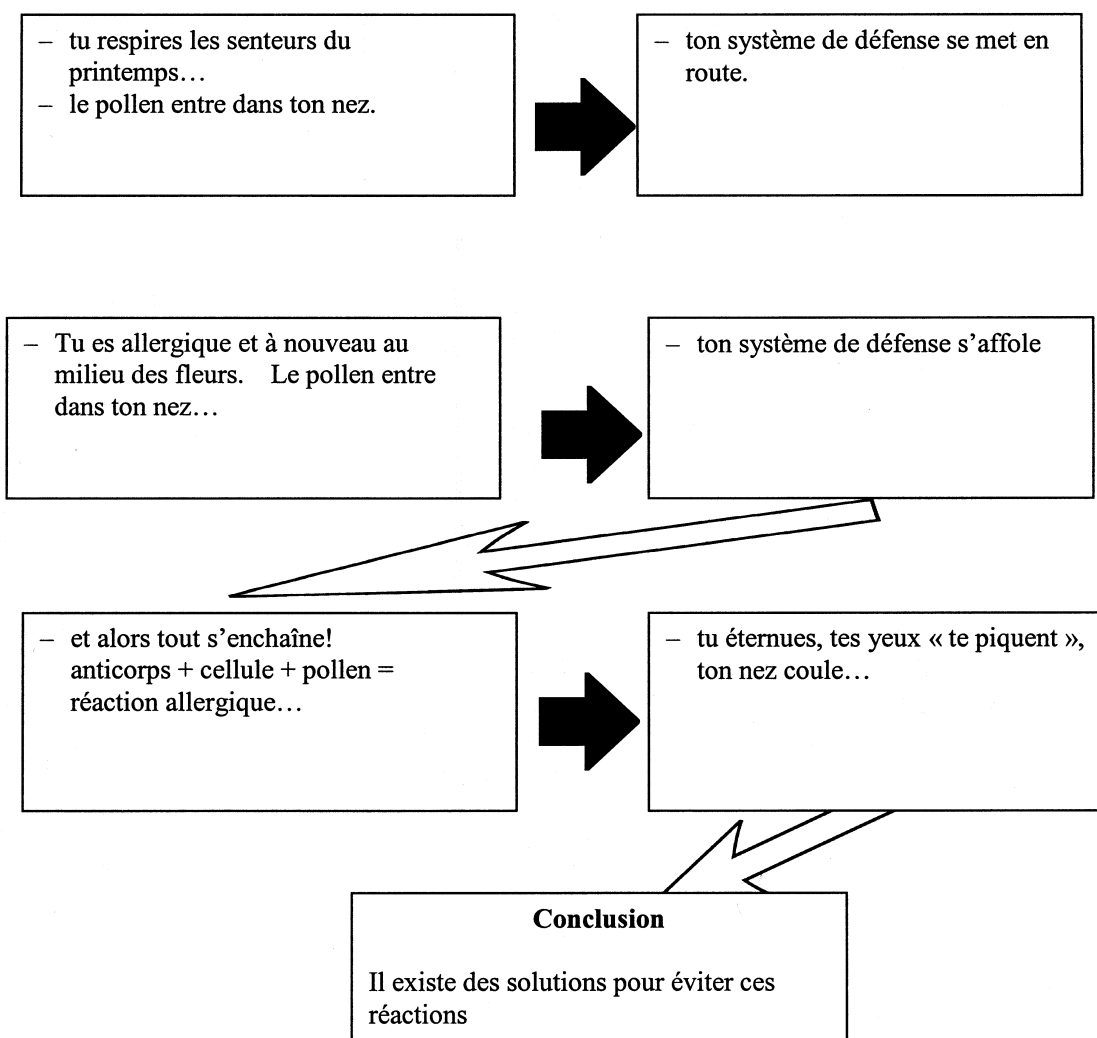 – tu respires les senteurs du
printemps…
– le pollen entre dans ton nez.
– ton système de défense se met en
route.
– Tu es allergique et à nouveau au
milieu des fleurs. Le pollen entre
dans ton nez…
– ton système de défense s’affole
– et alors tout s’enchaîne!
anticorps + cellule + pollen =
réaction allergique…
– tu éternues, tes yeux « te piquent »,
ton nez coule…
Conclusion
Il existe des solutions pour éviter ces
réactions